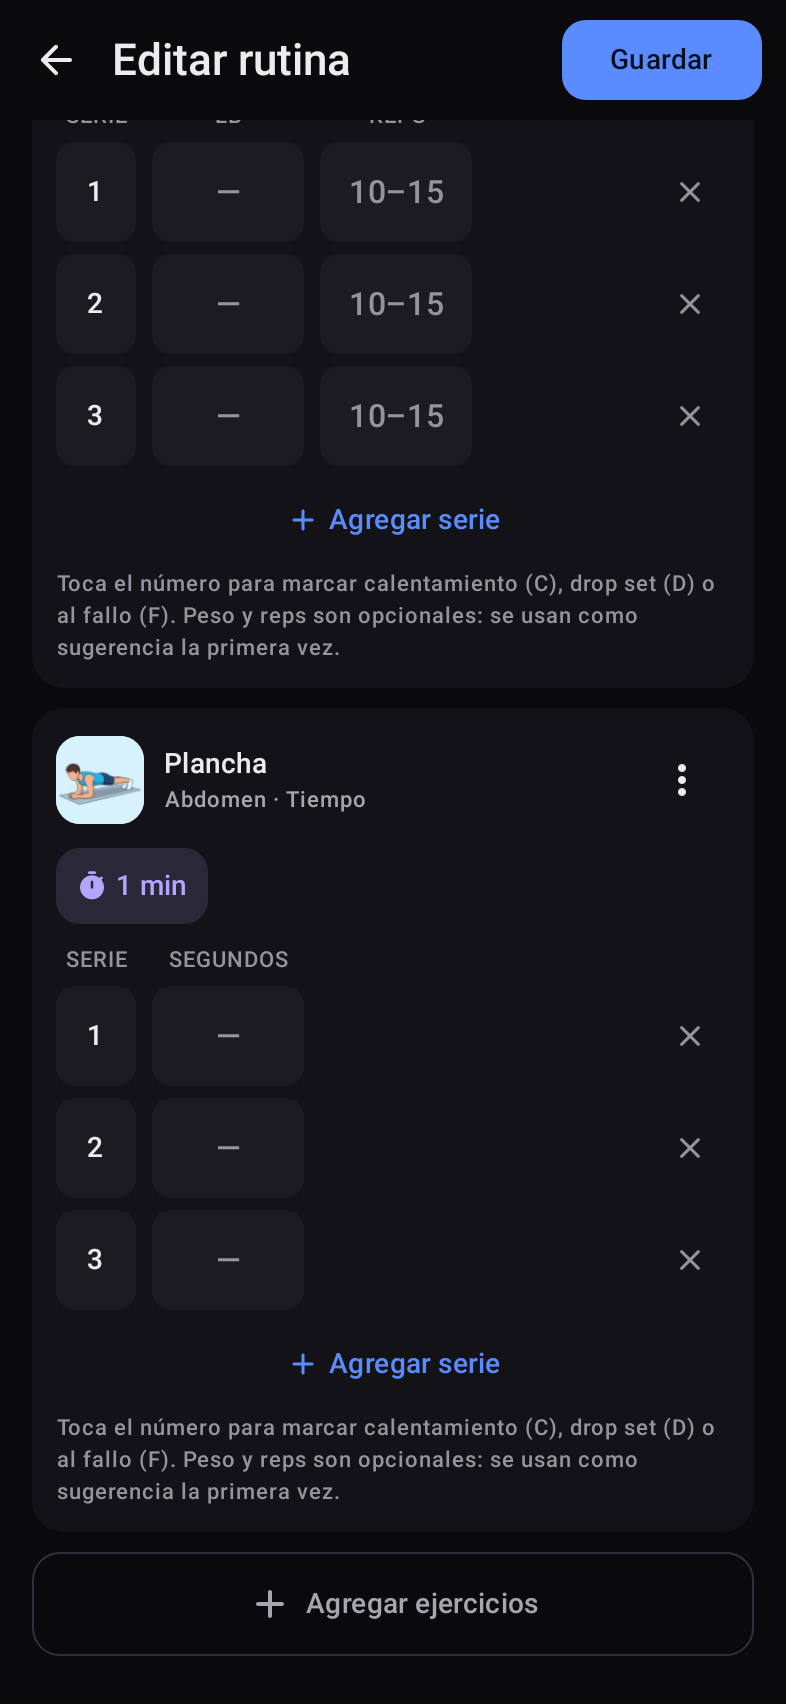 Editar rutina
Guardar
SERIE LB REPS
1 — 10–15
2 — 10–15
3 — 10–15
+ Agregar serie
Toca el número para marcar calentamiento (C), drop set (D) o
al fallo (F). Peso y reps son opcionales: se usan como
sugerencia la primera vez.
Plancha
Abdomen · Tiempo
1 min
SERIE SEGUNDOS
1 —
2 —
3 —
+ Agregar serie
Toca el número para marcar calentamiento (C), drop set (D) o
al fallo (F). Peso y reps son opcionales: se usan como
sugerencia la primera vez.
+ Agregar ejercicios